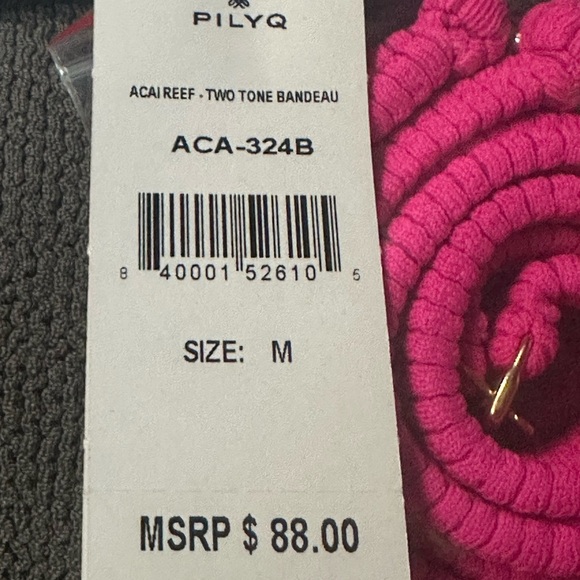 PILYQ
ACAI REEF - TWO TONE BANDEAU
ACA-324B
8 40001 52610 5
SIZE: M
MSRP $ 88.00